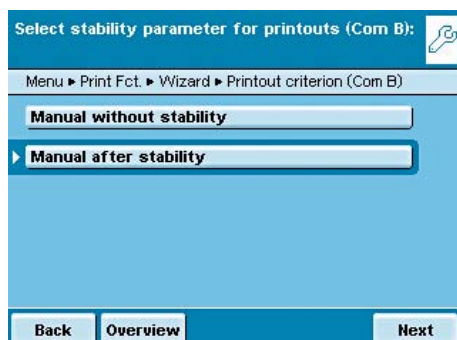 Select stability parameter for printouts (Com B):
Menu ▸ Print Fct. ▸ Wizard ▸ Printout criterion (Com B)
Manual without stability
Manual after stability
Back Overview Next